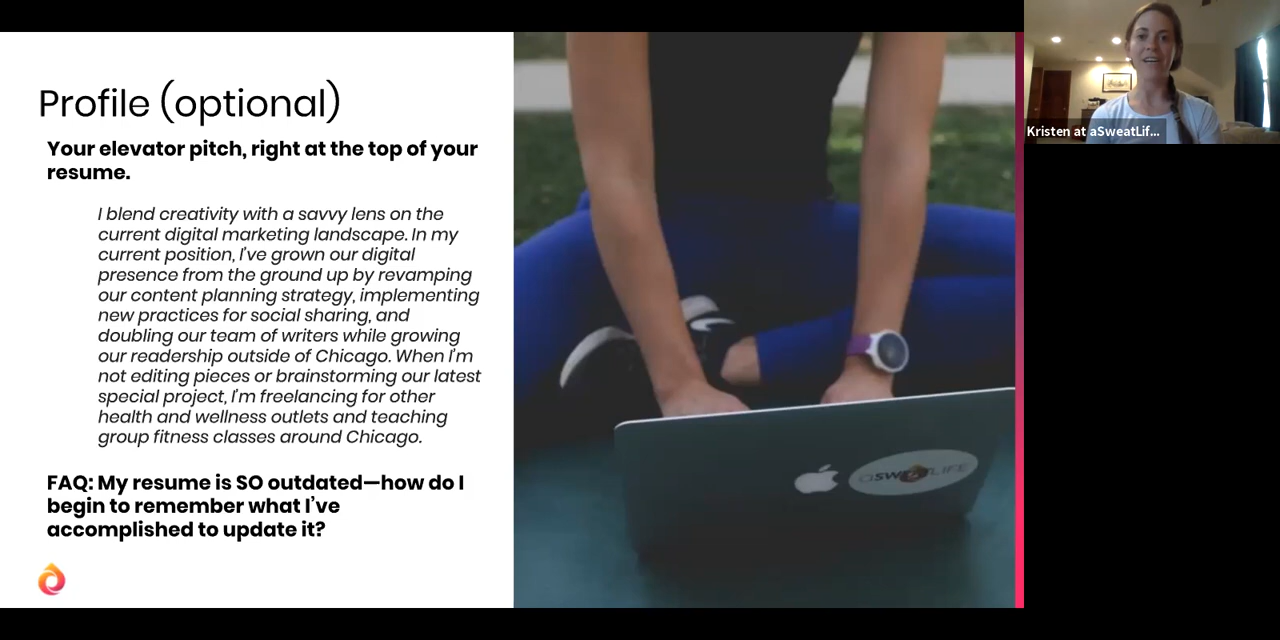 Profile (optional)
Your elevator pitch, right at the top of your
resume.
I blend creativity with a savvy lens on the
current digital marketing landscape. In my
current position, I've grown our digital
presence from the ground up by revamping
our content planning strategy, implementing
new practices for social sharing, and
doubling our team of writers while growing
our readership outside of Chicago. When I'm
not editing pieces or brainstorming our latest
special project, I'm freelancing for other
health and wellness outlets and teaching
group fitness classes around Chicago.
FAQ: My resume is SO outdated—how do I
begin to remember what I've
accomplished to update it?
Kristen at aSweatLif...
aSWEATLIFE